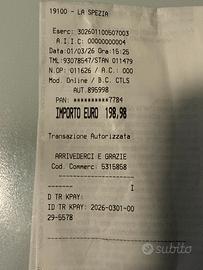 19100 - LA SPEZIA
Eserc: 302601100507003
A.I.I.C: 00000000004
Data 01/03/26 Ora 15:25
TML:93078547/STAN 011479
N.OP: 011626 / A.C.: 000
Mod. Online / B.C. CTLS
AUT.895998
PAN: **********7784
IMPORTO EURO 198,98
Transazione Autorizzata
ARRIVEDERCI E GRAZIE
Cod. Commerc: 5315858
I
D TR KPAY:
ID TR KPAY: 2026-0301-00
29-5578
subito